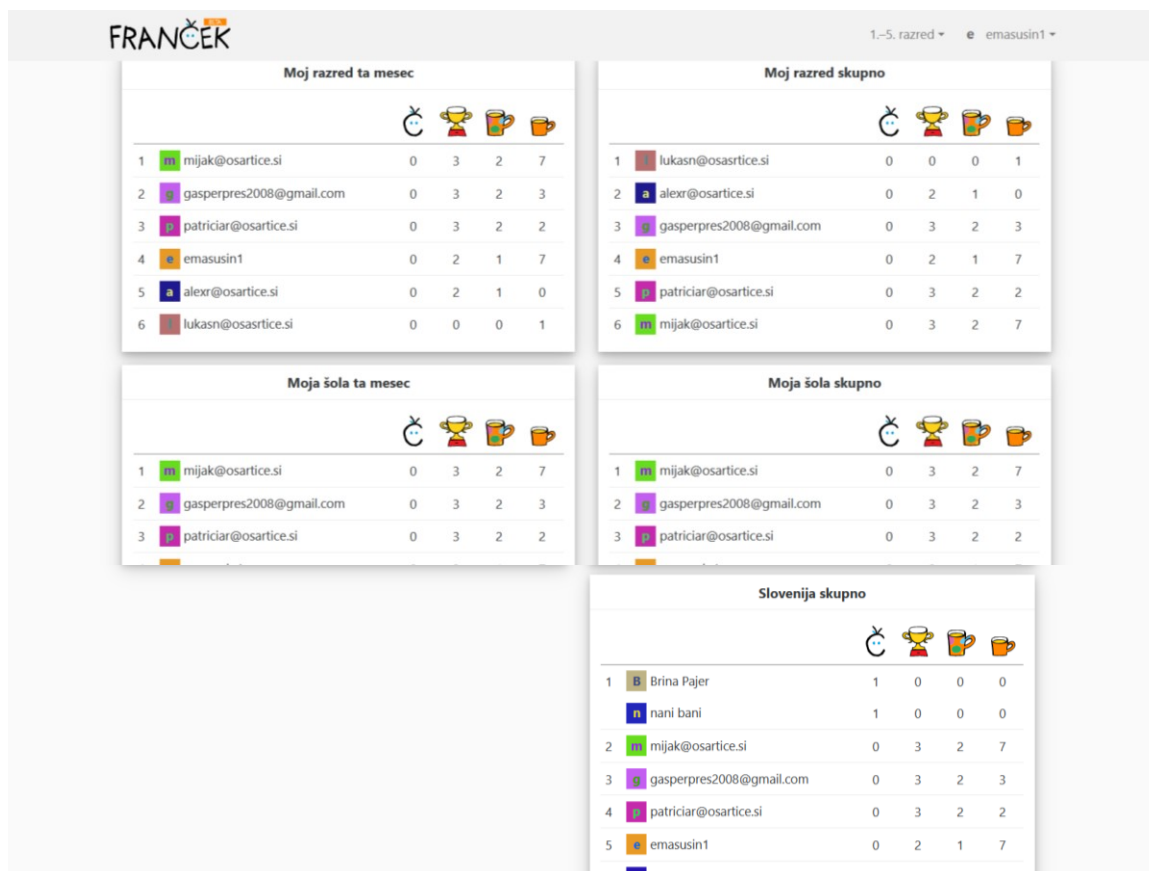 FRANČEK
BETA
1.–5. razred
e emasusin1
Moj razred ta mesec
1 m mijak@osartice.si 0 3 2 7
2 g gasperpres2008@gmail.com 0 3 2 3
3 p patriciar@osartice.si 0 3 2 2
4 e emasusin1 0 2 1 7
5 a alexr@osartice.si 0 2 1 0
6 l lukasn@osasrtice.si 0 0 0 1
Moj razred skupno
1 l lukasn@osasrtice.si 0 0 0 1
2 a alexr@osartice.si 0 2 1 0
3 g gasperpres2008@gmail.com 0 3 2 3
4 e emasusin1 0 2 1 7
5 p patriciar@osartice.si 0 3 2 2
6 m mijak@osartice.si 0 3 2 7
Moja šola ta mesec
1 m mijak@osartice.si 0 3 2 7
2 g gasperpres2008@gmail.com 0 3 2 3
3 p patriciar@osartice.si 0 3 2 2
Moja šola skupno
1 m mijak@osartice.si 0 3 2 7
2 g gasperpres2008@gmail.com 0 3 2 3
3 p patriciar@osartice.si 0 3 2 2
Slovenija skupno
1 B Brina Pajer 1 0 0 0
n nani bani 1 0 0 0
2 m mijak@osartice.si 0 3 2 7
3 g gasperpres2008@gmail.com 0 3 2 3
4 p patriciar@osartice.si 0 3 2 2
5 e emasusin1 0 2 1 7